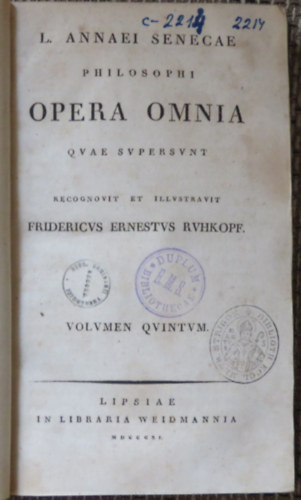 c-2214 2214
L. ANNAEI SENECAE
PHILOSOPHI
OPERA OMNIA
QVAE SVPERSVNT
RECOGNOVIT ET ILLVSTRAVIT
FRIDERICVS ERNESTVS RVHKOPF.
DUPLUM
BIBLIOTHECAE
VOLVMEN QVINTVM.
LIPSIAE
IN LIBRARIA WEIDMANNIA